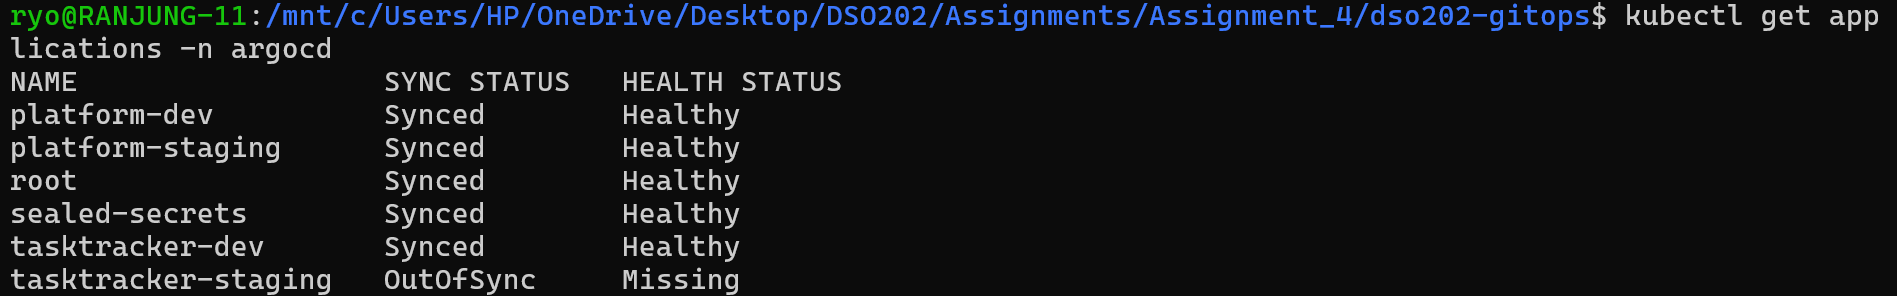 ryo@RANJUNG-11:/mnt/c/Users/HP/OneDrive/Desktop/DSO202/Assignments/Assignment_4/dso202-gitops$ kubectl get app
lications -n argocd
NAME                  SYNC STATUS   HEALTH STATUS
platform-dev          Synced        Healthy
platform-staging      Synced        Healthy
root                  Synced        Healthy
sealed-secrets        Synced        Healthy
tasktracker-dev       Synced        Healthy
tasktracker-staging   OutOfSync     Missing